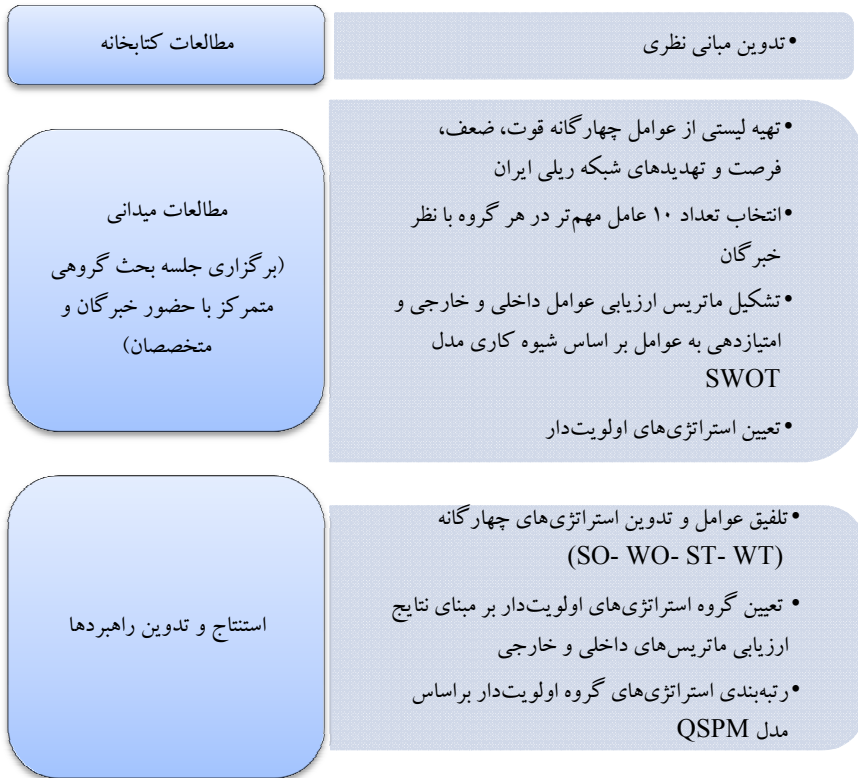 مطالعات کتابخانه
•تدوین مبانی نظری
مطالعات میدانی
(برگزاری جلسه بحث گروهی
متمرکز با حضور خبرگان و
متخصصان)
•تهیه لیستی از عوامل چهارگانه قوت، ضعف،
فرصت و تهدیدهای شبکه ریلی ایران
•انتخاب تعداد ۱۰ عامل مهم‌تر در هر گروه با نظر
خبرگان
•تشکیل ماتریس ارزیابی عوامل داخلی و خارجی و
امتیازدهی به عوامل بر اساس شیوه کاری مدل
SWOT
•تعیین استراتژی‌های اولویت‌دار
استنتاج و تدوین راهبردها
•تلفیق عوامل و تدوین استراتژی‌های چهارگانه
(SO- WO- ST- WT)
• تعیین گروه استراتژی‌های اولویت‌دار بر مبنای نتایج
ارزیابی ماتریس‌های داخلی و خارجی
•رتبه‌بندی استراتژی‌های گروه اولویت‌دار براساس
مدل QSPM